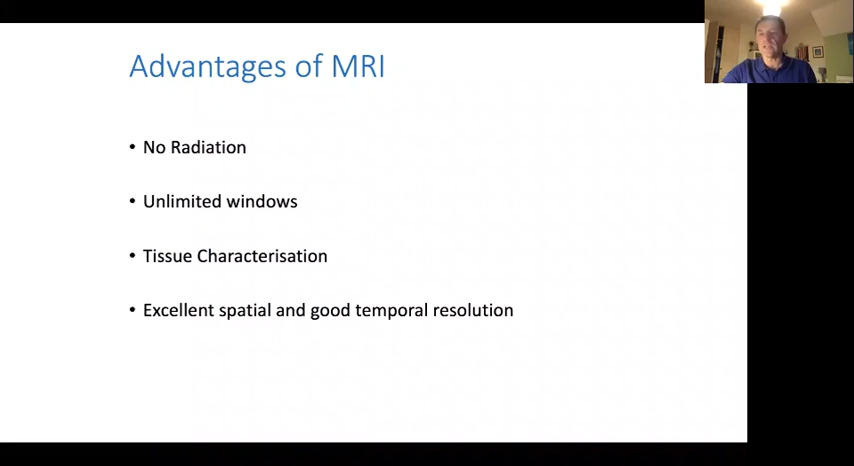 Advantages of MRI
• No Radiation
• Unlimited windows
• Tissue Characterisation
• Excellent spatial and good temporal resolution